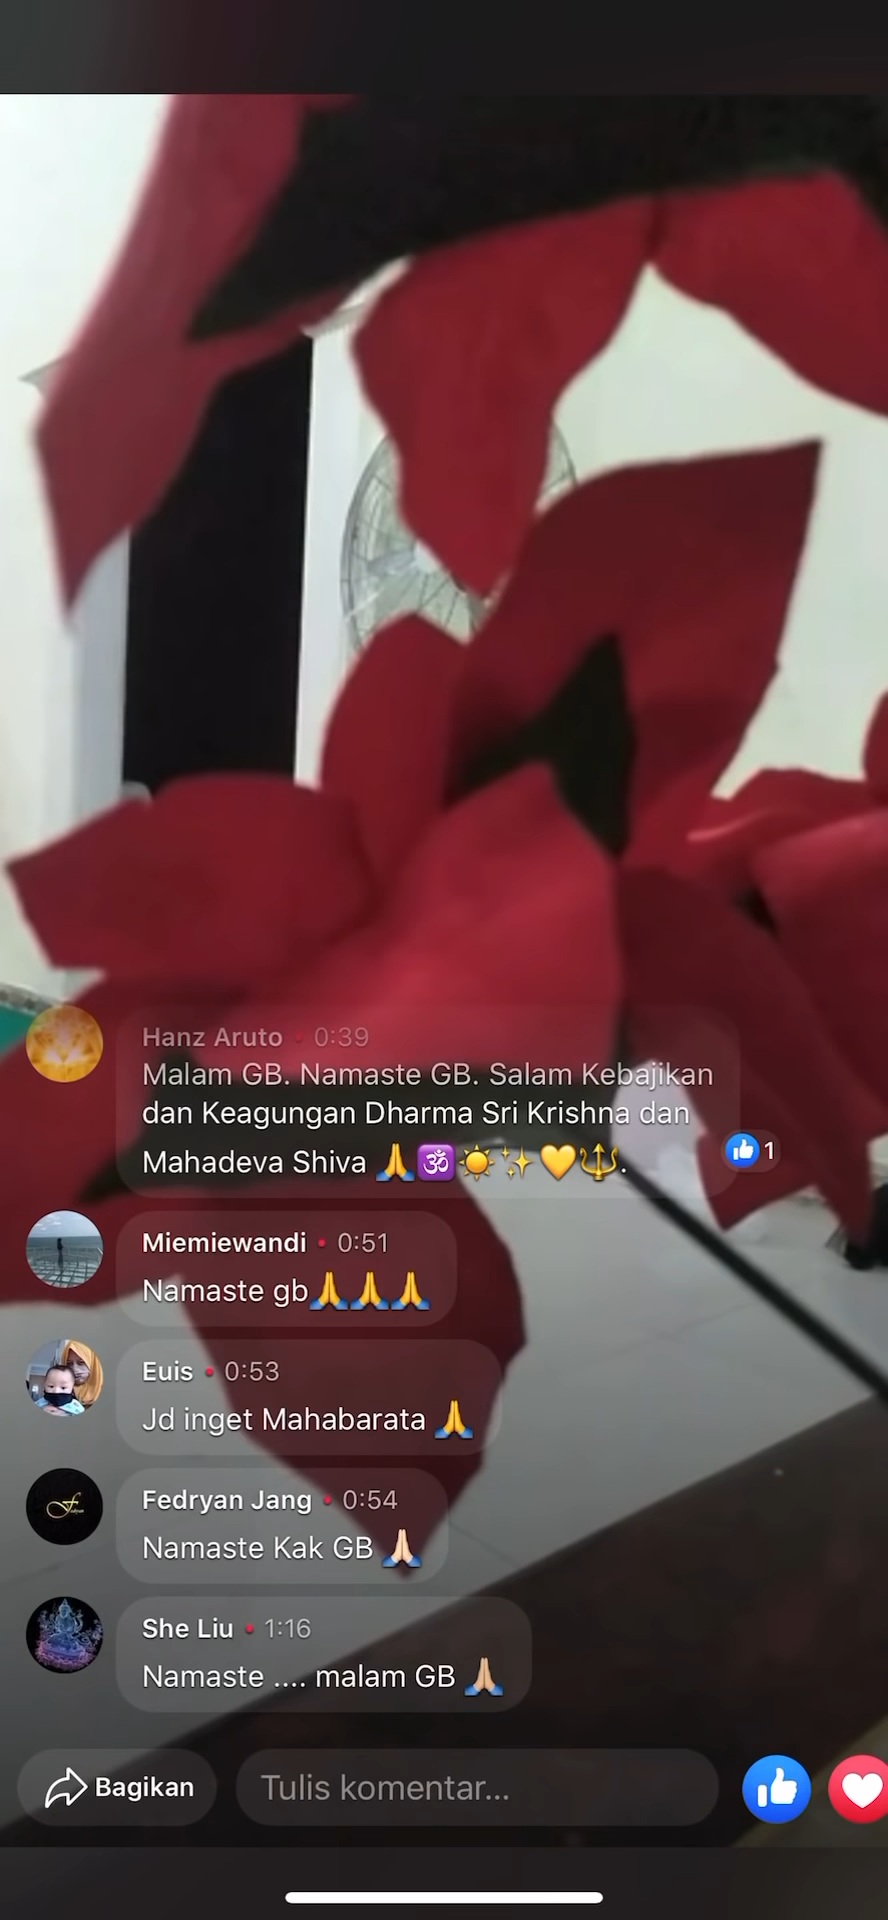 Hanz Aruto • 0:39
Malam GB. Namaste GB. Salam Kebajikan
dan Keagungan Dharma Sri Krishna dan
Mahadeva Shiva 🙏🕉☀️✨💛🔱.
1
Miemiewandi • 0:51
Namaste gb🙏🙏🙏
Euis • 0:53
Jd inget Mahabarata 🙏
Fedryan Jang • 0:54
Namaste Kak GB 🙏🏻
She Liu • 1:16
Namaste .... malam GB 🙏🏼
Bagikan
Tulis komentar...